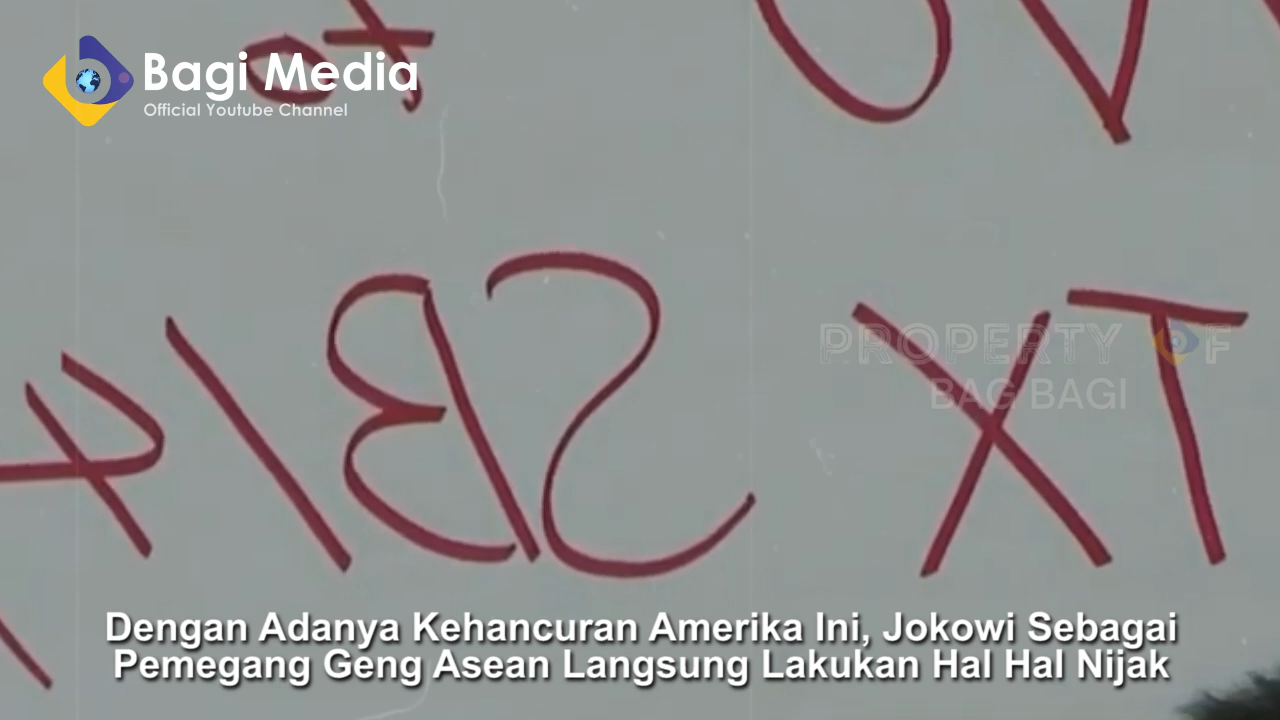 Bagi Media
Official Youtube Channel
PROPERTY OF
BAG BAGI
TX SB14
Dengan Adanya Kehancuran Amerika Ini, Jokowi Sebagai
Pemegang Geng Asean Langsung Lakukan Hal Hal Nijak